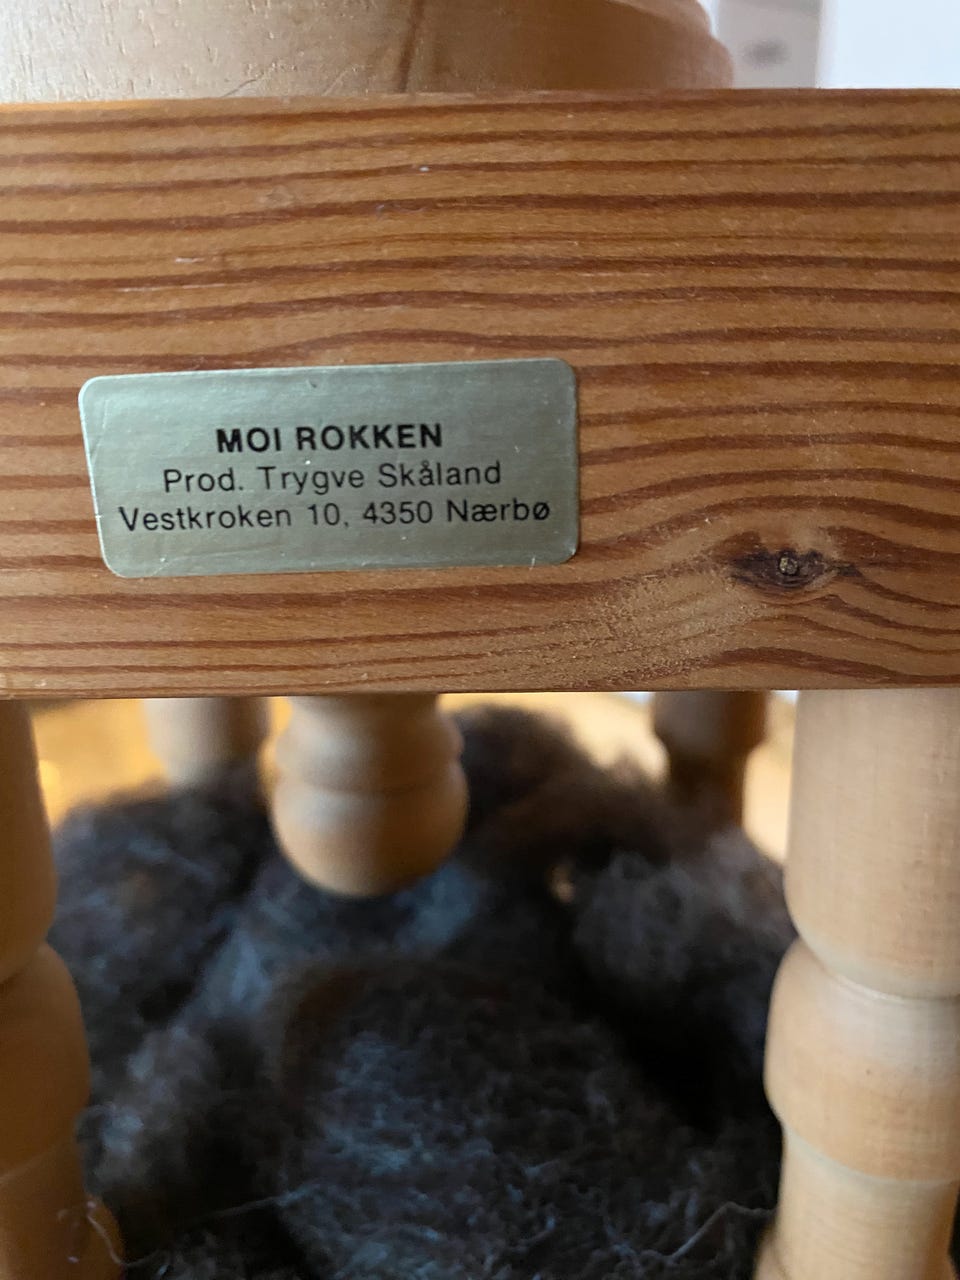 MOI ROKKEN
Prod. Trygve Skåland
Vestkroken 10, 4350 Nærbø